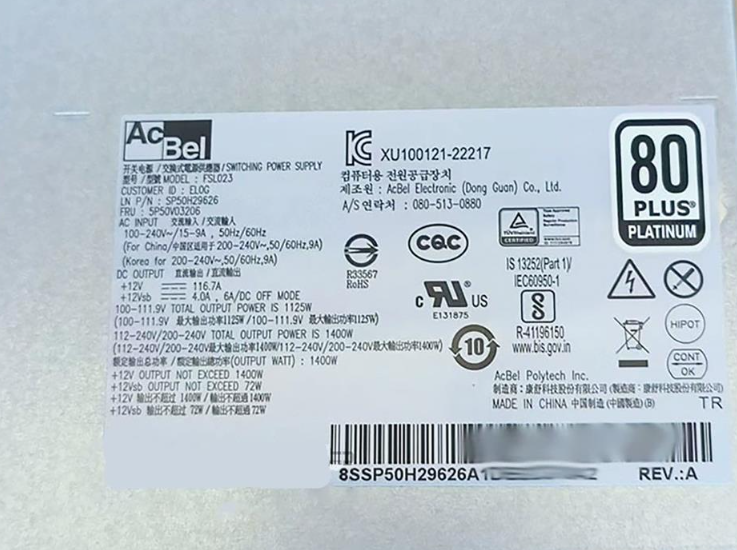 AcBel
开关电源 / 交換式電源供應器 / SWITCHING POWER SUPPLY
型号 / 型號 MODEL : FSL023
CUSTOMER ID : ELOG
LN P/N : SP50H29626
FRU : 5P50V03206
AC INPUT 交流输入 / 交流輸入
100-240V~/15-9A , 50Hz/60Hz
(For China/中国区适用于 200-240V~,50/60Hz,9A)
(Korea for 200-240V~,50/60Hz,9A)
DC OUTPUT 直流输出 / 直流輸出
+12V 116.7A
+12Vsb 4.0A , 6A/DC OFF MODE
100-111.9V TOTAL OUTPUT POWER IS 1125W
(100-111.9V 最大输出功率1125W/100-111.9V 最大輸出功率1125W)
112-240V/200-240V TOTAL OUTPUT POWER IS 1400W
(112-240V/200-240V最大输出功率1400W/112-240V/200-240V最大輸出功率1400W)
额定输出总功率 / 額定輸出總功率(OUTPUT WATT) : 1400W
+12V OUTPUT NOT EXCEED 1400W
+12Vsb OUTPUT NOT EXCEED 72W
+12V 输出不超过 1400W / 輸出不超過 1400W
+12Vsb 输出不超过 72W / 輸出不超過 72W
XU100121-22217
컴퓨터용 전원공급장치
제조원 : AcBel Electronic (Dong Guan) Co., Ltd.
A/S 연락처 : 080-513-0880
R33567
RoHS
CQC
TÜVRheinland
CERTIFIED
c RU US
E131875
10
IS 13252(Part 1)/
IEC60950-1
R-41196150
www.bis.gov.in
80
PLUS®
PLATINUM
HIPOT
CONT
OK
AcBel Polytech Inc.
制造商 : 康舒科技股份有限公司 (製造商 : 康舒科技股份有限公司)
MADE IN CHINA 中国制造 (中國製造) (B) TR
8SSP50H29626A1
REV.:A